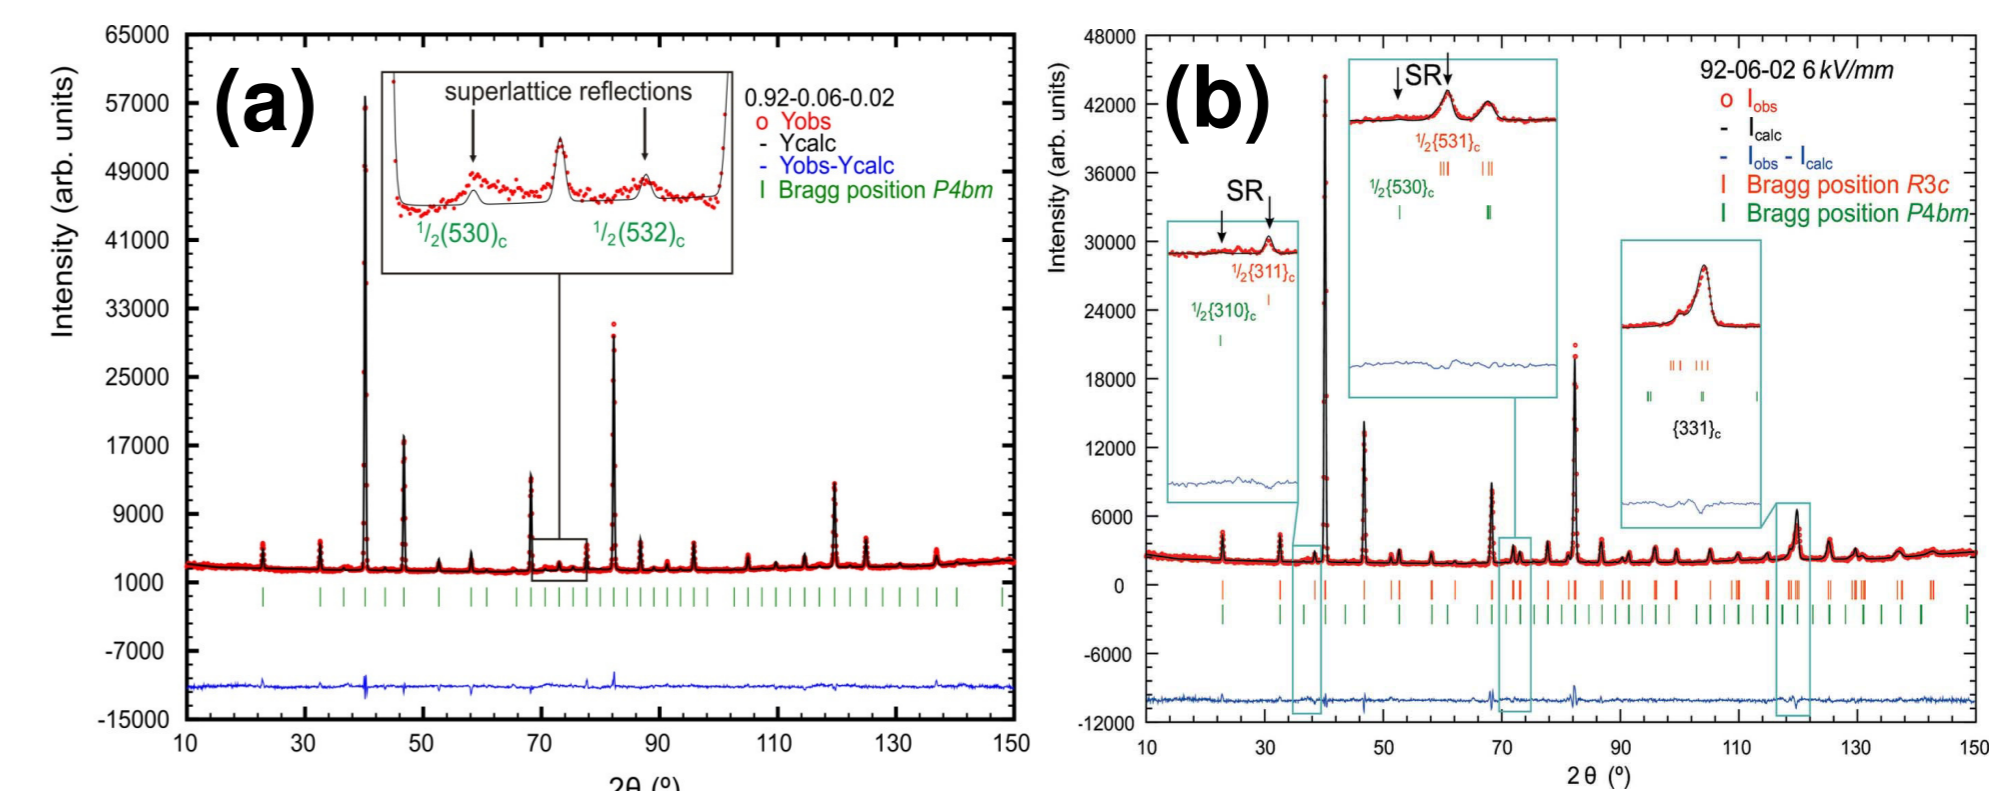 (a)
65000
57000
49000
41000
33000
25000
17000
9000
1000
-7000
-15000
Intensity (arb. units)
superlattice reflections
1/2(530)c
1/2(532)c
0.92-0.06-0.02
o Yobs
- Ycalc
- Yobs-Ycalc
| Bragg position P4bm
10 30 50 70 90 110 130 150
2θ (º)
(b)
48000
42000
36000
30000
24000
18000
12000
6000
0
-6000
-12000
Intensity (arb. units)
SR
1/2{311}c
1/2{310}c
SR
1/2{531}c
1/2{530}c
{331}c
92-06-02 6 kV/mm
o Iobs
- Icalc
- Iobs - Icalc
| Bragg position R3c
| Bragg position P4bm
10 30 50 70 90 110 130 150
2θ (º)